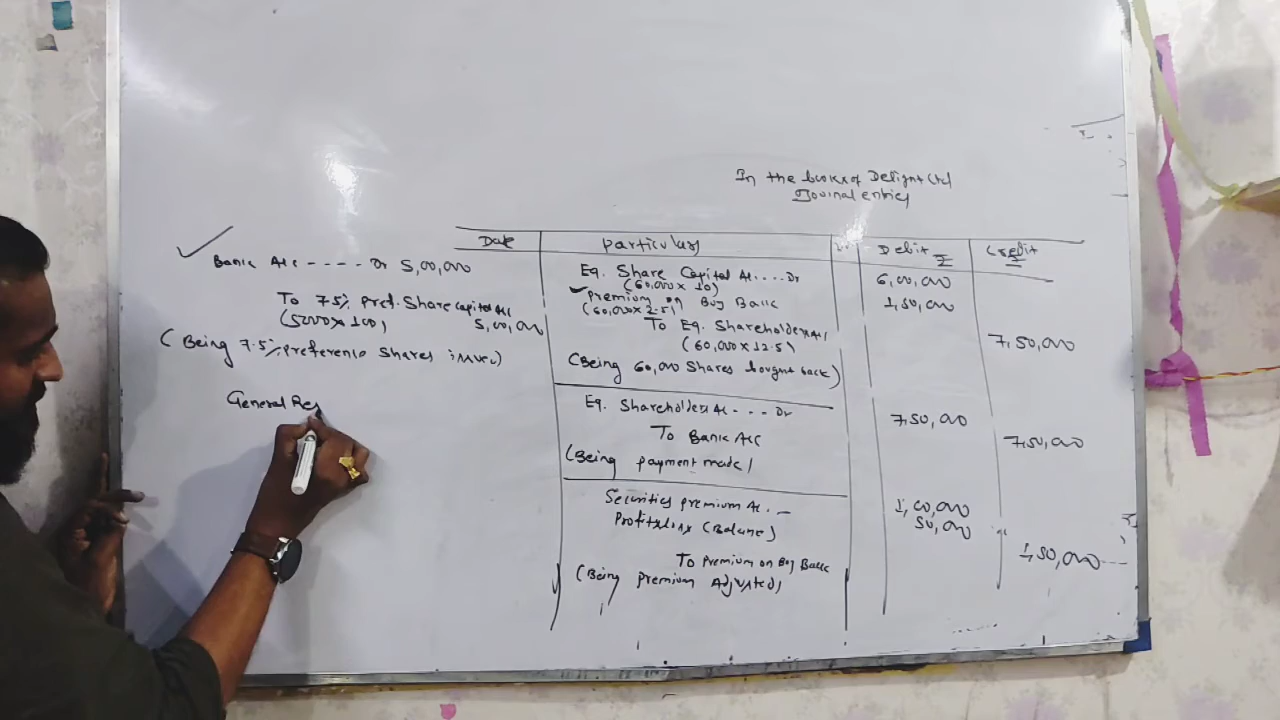 In the books of Delight Ltd
Journal entries
Date Particulars Debit ₹ Credit ₹
Bank A/c ----- Dr 5,00,000
To 7.5% Pref. Share Capital A/c
(5000 x 100) 5,00,000
(Being 7.5% preference shares issued)
General Res
Eq. Share Capital Ac....Dr 6,00,000
(60,000 x 10)
Premium on Buy Back 1,50,000
(60,000 x 2.5)
To Eq. Shareholders A/c
(60,000 x 12.5) 7,50,000
(Being 60,000 Shares bought back)
Eq. Shareholders Ac - - - . Dr 7,50,000
To Bank A/c 7,50,000
(Being payment made)
Securities premium Ac. - 1,00,000
Profit & Loss (Balance) 50,000
To Premium on Buy Back 1,50,000
(Being premium Adjusted)